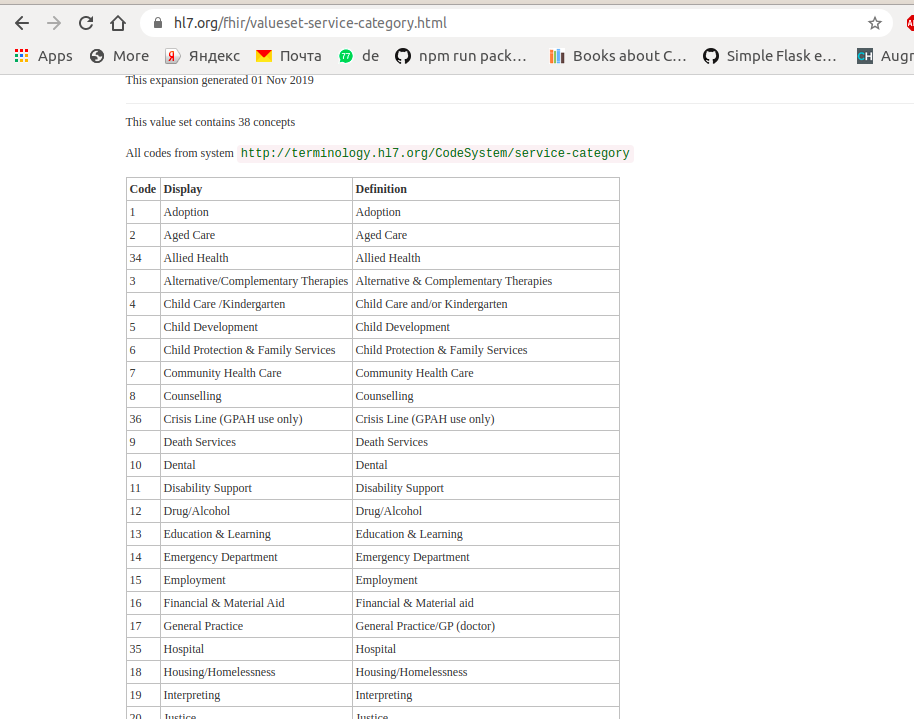 hl7.org/fhir/valueset-service-category.html
Apps More Яндекс Почта de npm run pack... Books about C... Simple Flask e... Augr
This expansion generated 01 Nov 2019
This value set contains 38 concepts
All codes from system http://terminology.hl7.org/CodeSystem/service-category
Code Display Definition
1 Adoption Adoption
2 Aged Care Aged Care
34 Allied Health Allied Health
3 Alternative/Complementary Therapies Alternative & Complementary Therapies
4 Child Care /Kindergarten Child Care and/or Kindergarten
5 Child Development Child Development
6 Child Protection & Family Services Child Protection & Family Services
7 Community Health Care Community Health Care
8 Counselling Counselling
36 Crisis Line (GPAH use only) Crisis Line (GPAH use only)
9 Death Services Death Services
10 Dental Dental
11 Disability Support Disability Support
12 Drug/Alcohol Drug/Alcohol
13 Education & Learning Education & Learning
14 Emergency Department Emergency Department
15 Employment Employment
16 Financial & Material Aid Financial & Material aid
17 General Practice General Practice/GP (doctor)
35 Hospital Hospital
18 Housing/Homelessness Housing/Homelessness
19 Interpreting Interpreting
20 Justice Justice